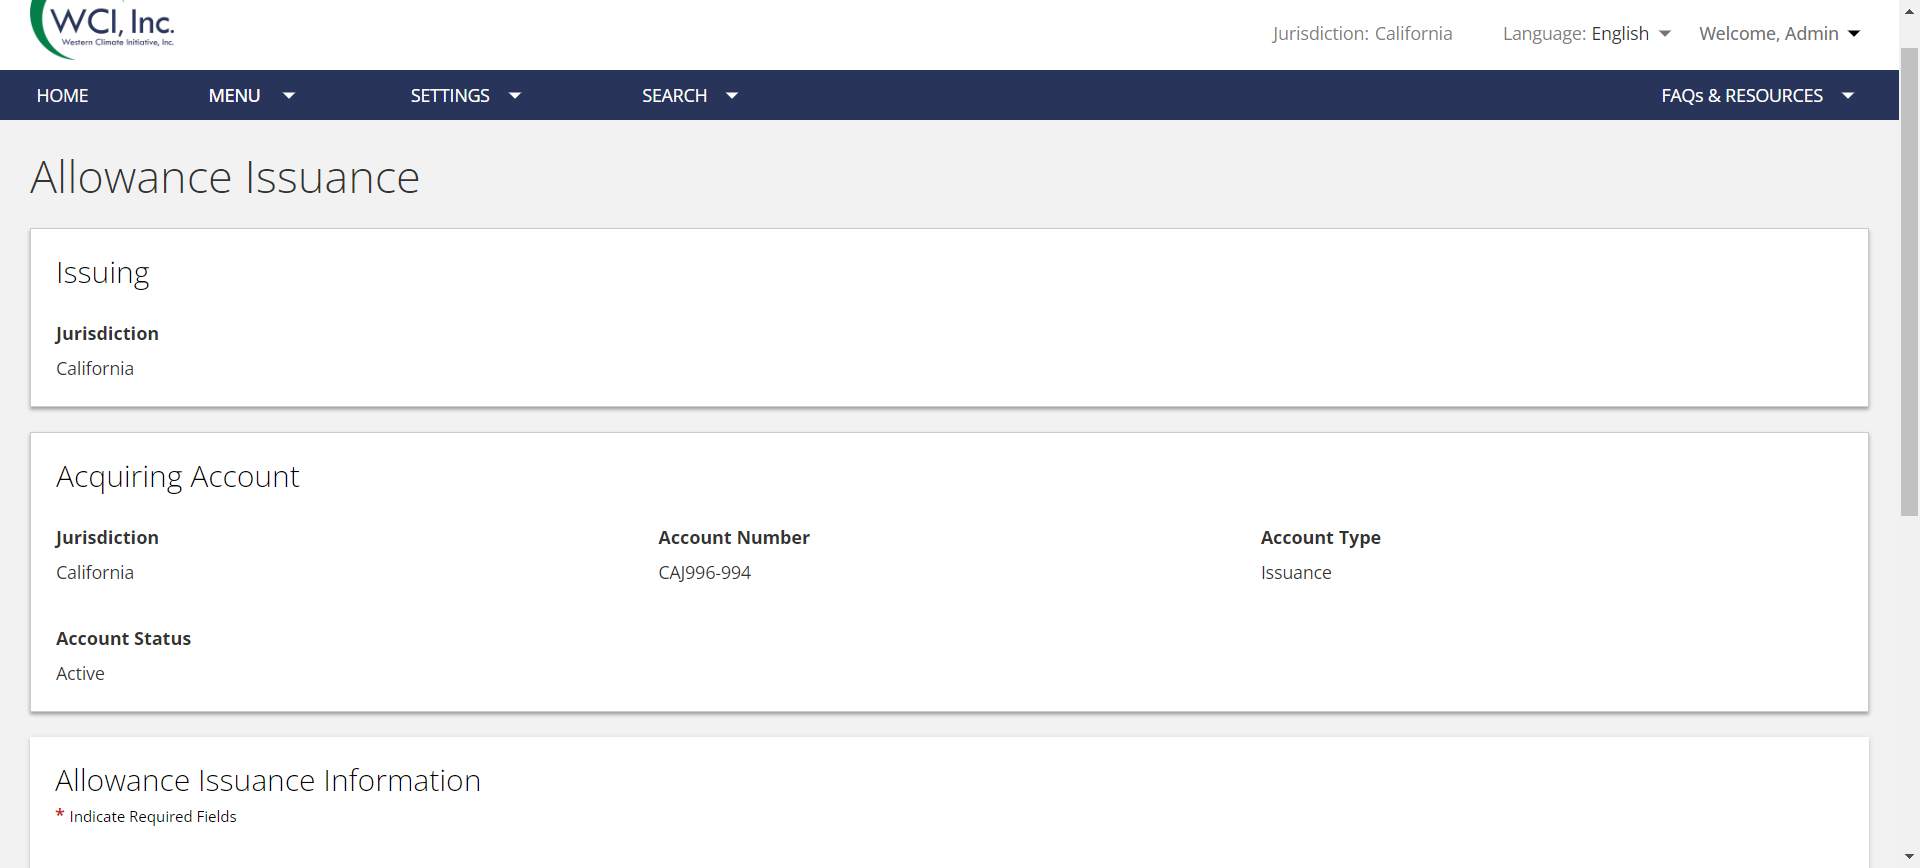 WCI, Inc.
Western Climate Initiative, Inc.
Jurisdiction: California
Language: English
Welcome, Admin
HOME
MENU
SETTINGS
SEARCH
FAQs & RESOURCES
Allowance Issuance
Issuing
Jurisdiction
California
Acquiring Account
Jurisdiction
California
Account Number
CAJ996-994
Account Type
Issuance
Account Status
Active
Allowance Issuance Information
* Indicate Required Fields